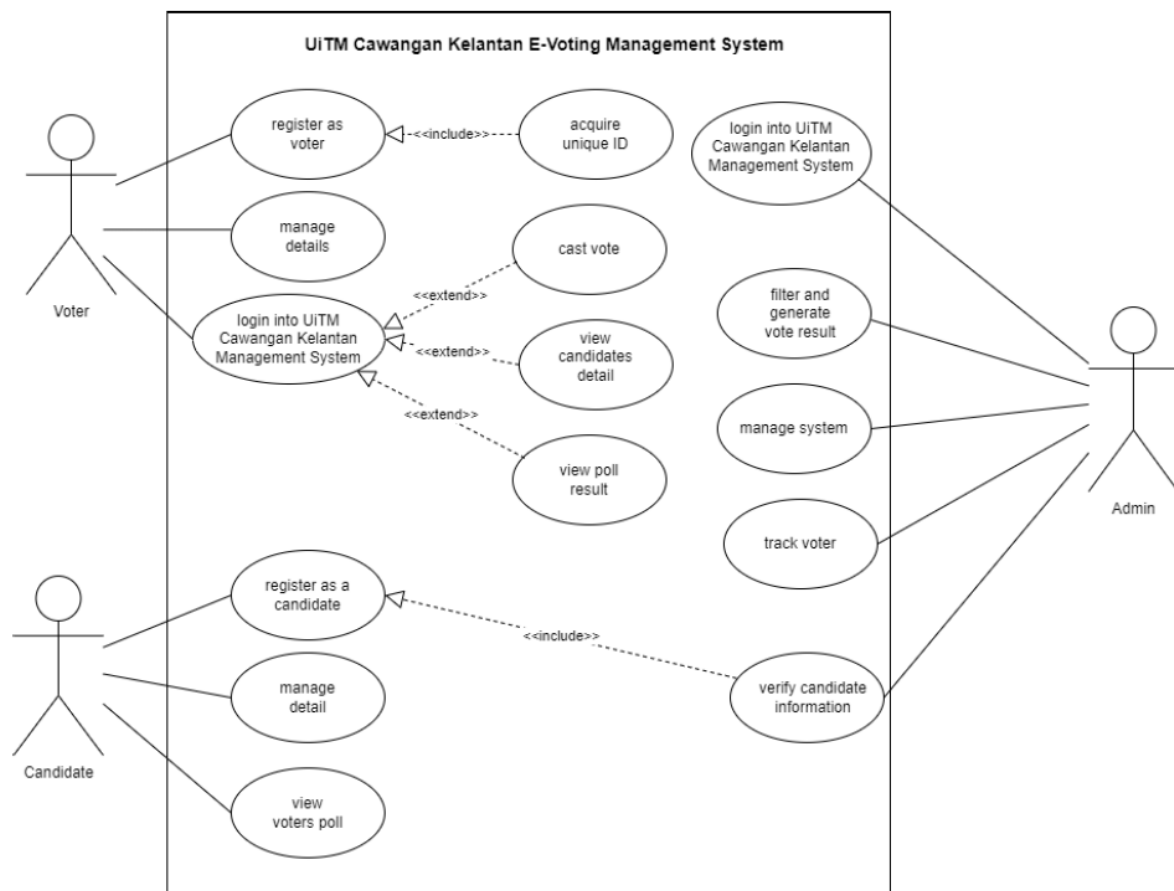 UiTM Cawangan Kelantan E-Voting Management System
register as
voter
<<include>>
acquire
unique ID
login into UiTM
Cawangan Kelantan
Management System
manage
details
cast vote
Voter
<<extend>>
login into UiTM
Cawangan Kelantan
Management System
<<extend>>
view
candidates
detail
filter and
generate
vote result
<<extend>>
manage system
view poll
result
Admin
track voter
register as a
candidate
<<include>>
manage
detail
verify candidate
information
Candidate
view
voters poll